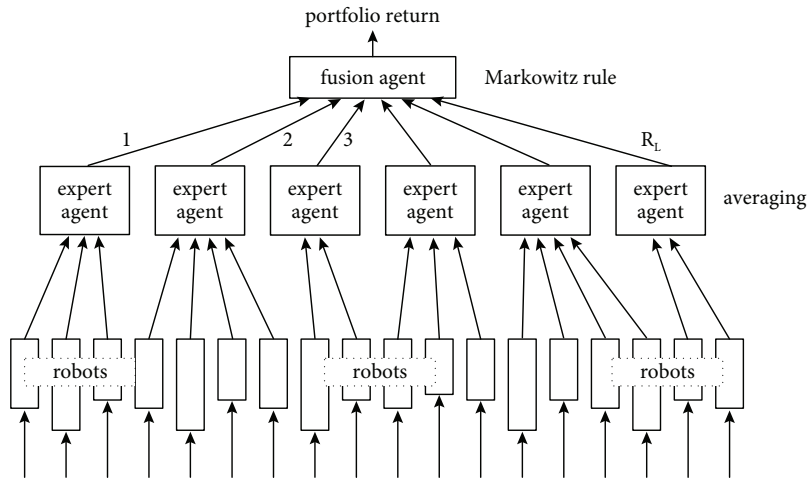 portfolio return
fusion agent
Markowitz rule
1
2
3
R_L
expert
agent
expert
agent
expert
agent
expert
agent
expert
agent
expert
agent
averaging
robots
robots
robots